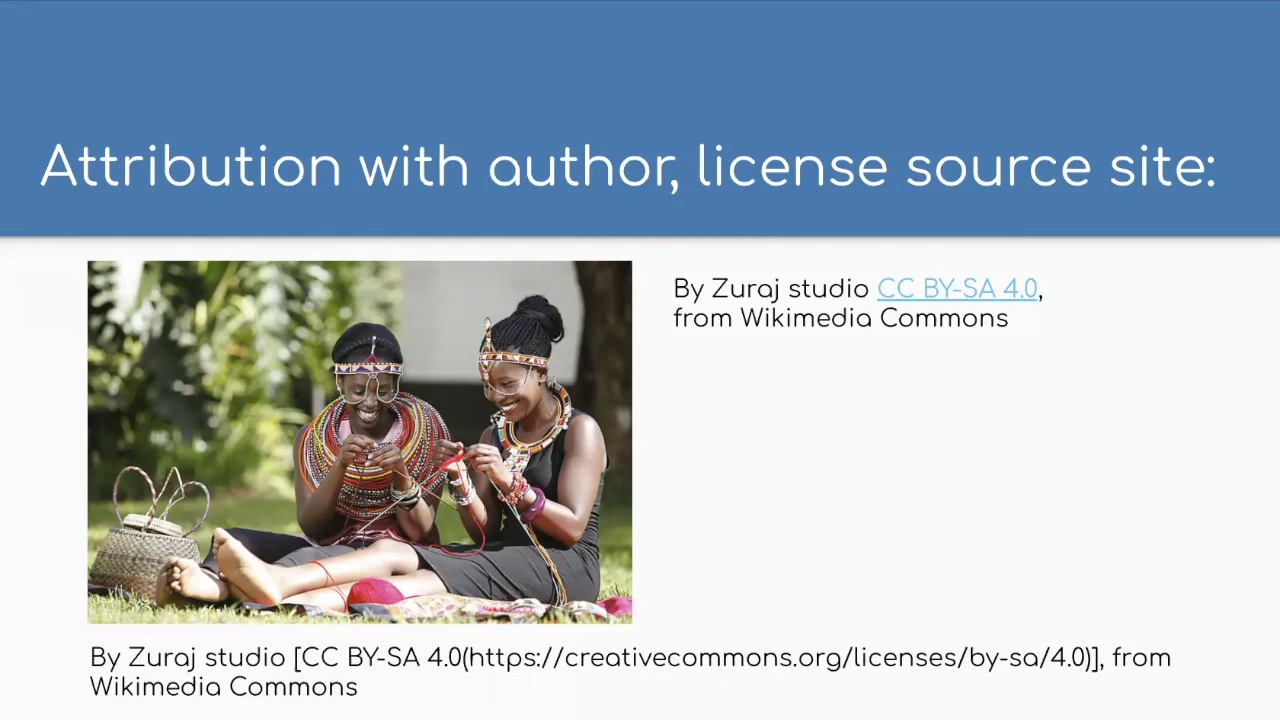 Attribution with author, license source site:
By Zuraj studio CC BY-SA 4.0,
from Wikimedia Commons
By Zuraj studio [CC BY-SA 4.0(https://creativecommons.org/licenses/by-sa/4.0)], from
Wikimedia Commons